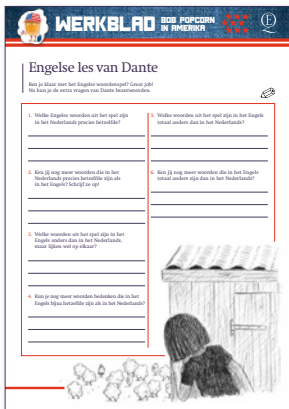 WERKBLAD BOB POPCORN
IN AMERIKA
Engelse les van Dante
Ben je klaar met het Engelse woordenspel? Great job!
Nu kun je de extra vragen van Dante beantwoorden.
1. Welke Engelse woorden uit het spel zijn
in het Nederlands precies hetzelfde?
2. Ken jij nog meer woorden die in het
Nederlands precies hetzelfde zijn als
in het Engels? Schrijf ze op!
3. Welke woorden uit het spel zijn in het
Engels anders dan in het Nederlands,
maar lijken wel op elkaar?
4. Kun je nog meer woorden bedenken die in het
Engels bijna hetzelfde zijn als in het Nederlands?
5. Welke woorden uit het spel zijn in het Engels
totaal anders dan in het Nederlands?
6. Ken jij nog meer woorden die in het Engels
totaal anders zijn dan in het Nederlands?